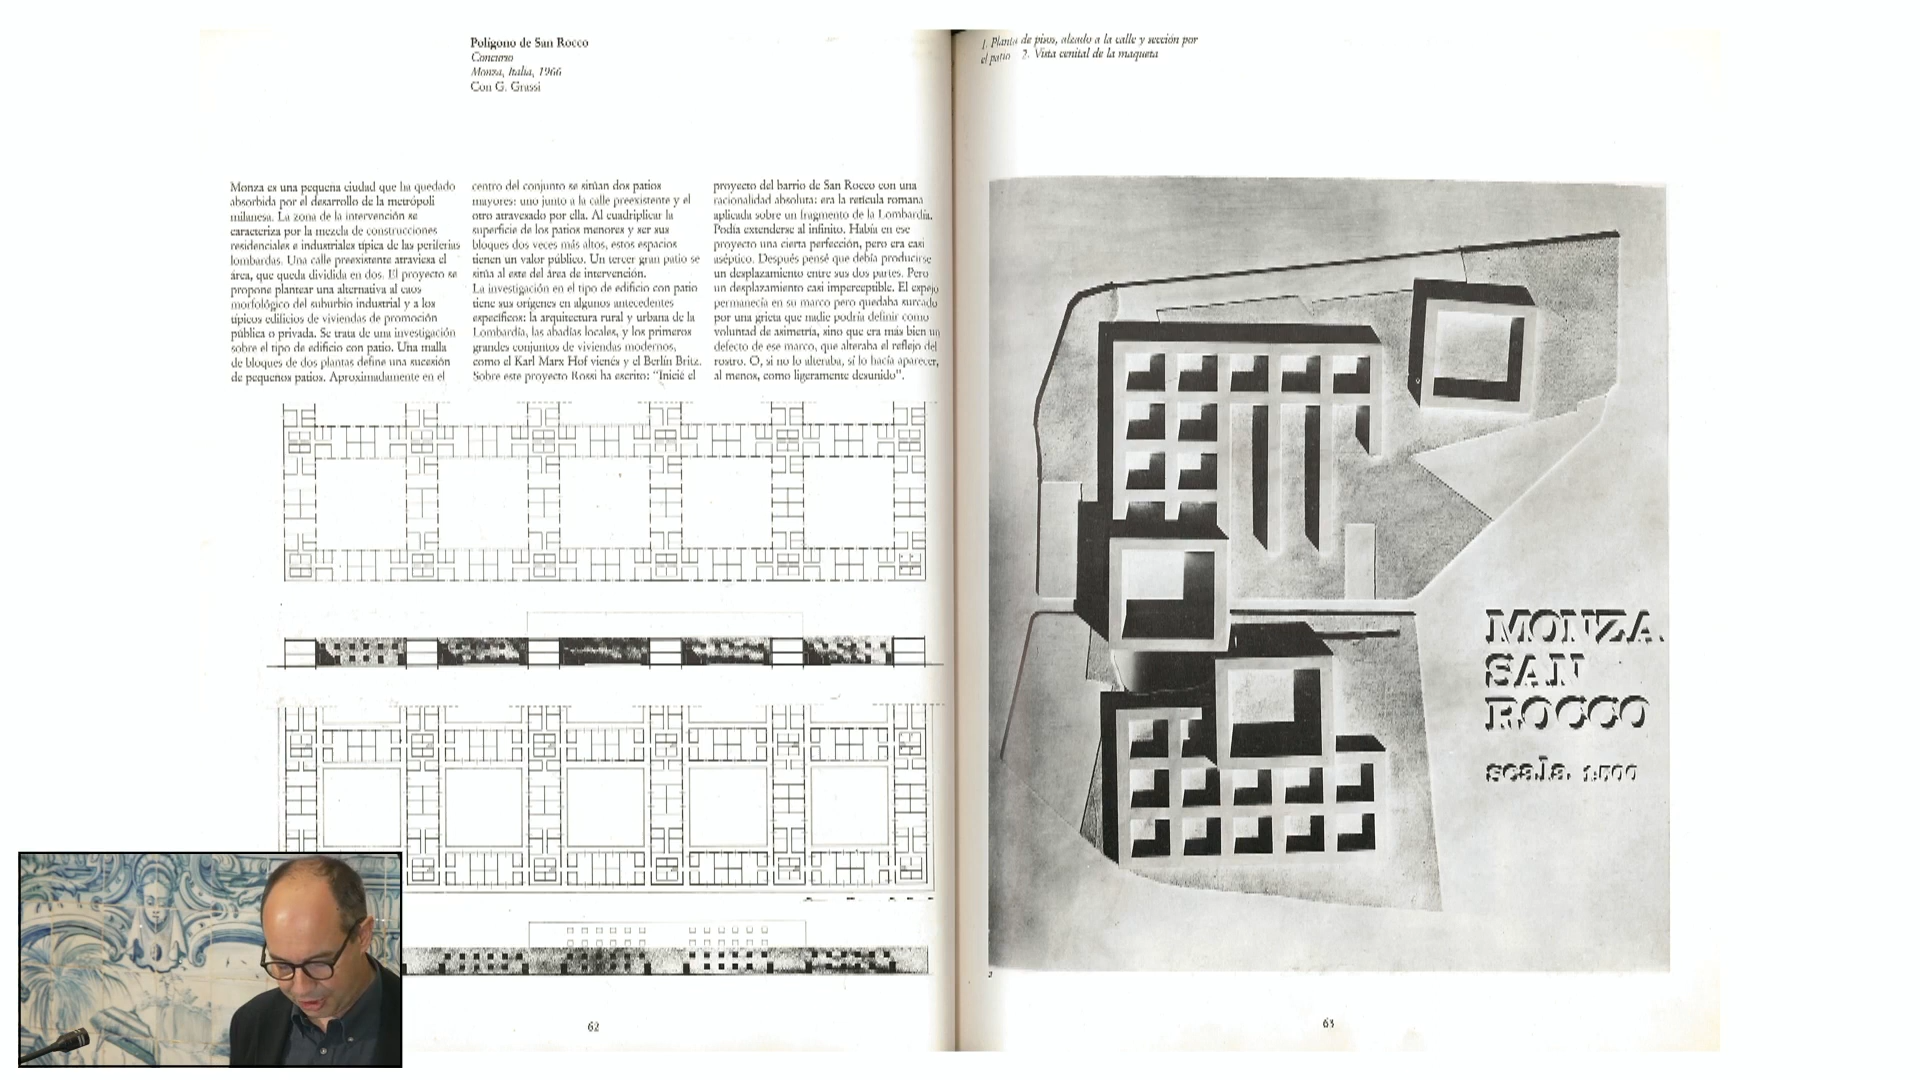 Polígono de San Rocco
Concurso
Monza, Italia, 1966
Con G. Grassi
Monza es una pequeña ciudad que ha quedado
absorbida por el desarrollo de la metrópoli
milanesa. La zona de la intervención se
caracteriza por la mezcla de construcciones
residenciales e industriales típica de las periferias
lombardas. Una calle preexistente atraviesa el
área, que queda dividida en dos. El proyecto se
propone plantear una alternativa al caos
morfológico del suburbio industrial y a los
típicos edificios de viviendas de promoción
pública o privada. Se trata de una investigación
sobre el tipo de edificio con patio. Una malla
de bloques de dos plantas define una sucesión
de pequeños patios. Aproximadamente en el
centro del conjunto se sitúan dos patios
mayores: uno junto a la calle preexistente y el
otro atravesado por ella. Al cuadriplicar la
superficie de los patios menores y ser sus
bloques dos veces más altos, estos espacios
tienen un valor público. Un tercer gran patio se
sitúa al este del área de intervención.
La investigación en el tipo de edificio con patio
tiene sus orígenes en algunos antecedentes
específicos: la arquitectura rural y urbana de la
Lombardía, las abadías locales, y los primeros
grandes conjuntos de viviendas modernos,
como el Karl Marx Hof vienés y el Berlín Britz.
Sobre este proyecto Rossi ha escrito: "Inicié el
proyecto del barrio de San Rocco con una
racionalidad absoluta: era la retícula romana
aplicada sobre un fragmento de la Lombardía.
Podía extenderse al infinito. Había en ese
proyecto una cierta perfección, pero era casi
aséptico. Después pensé que debía producirse
un desplazamiento entre sus dos partes. Pero
un desplazamiento casi imperceptible. El espejo
permanecía en su marco pero quedaba surcado
por una grieta que nadie podría definir como
voluntad de asimetría, sino que era más bien un
defecto de ese marco, que alteraba el reflejo del
rostro. O, si no lo alteraba, sí lo hacía aparecer,
al menos, como ligeramente desunido".
62
1. Planta de pisos, alzado a la calle y sección por
el patio 2. Vista cenital de la maqueta
MONZA
SAN
ROCCO
scala 1:500
2
63